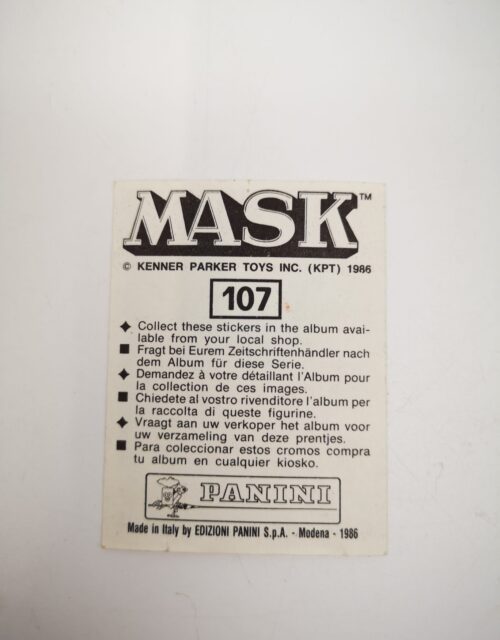 MASK™
© KENNER PARKER TOYS INC. (KPT) 1986
107
✦ Collect these stickers in the album avai-
lable from your local shop.
■ Fragt bei Eurem Zeitschriftenhändler nach
dem Album für diese Serie.
✦ Demandez à votre détaillant l'Album pour
la collection de ces images.
■ Chiedete al vostro rivenditore l'album per
la raccolta di queste figurine.
✦ Vraagt aan uw verkoper het album voor
uw verzameling van deze prentjes.
■ Para coleccionar estos cromos compra
tu album en cualquier kiosko.
PANINI
Made in Italy by EDIZIONI PANINI S.p.A. - Modena - 1986